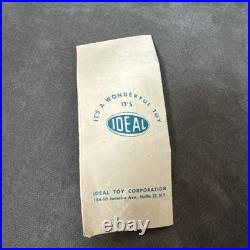 IT'S A WONDERFUL TOY
IT'S
IDEAL
IDEAL TOY CORPORATION
184-10 Jamaica Ave., Hollis 23, N.Y.